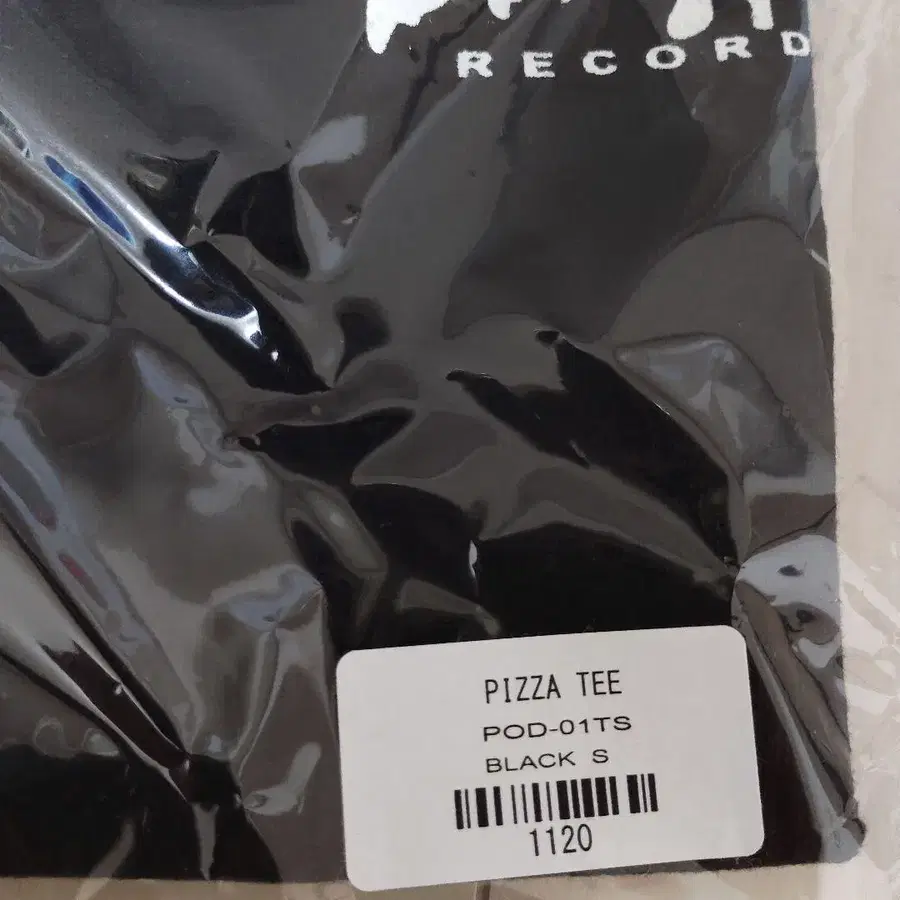 RECORD
PIZZA TEE
POD-01TS
BLACK S
1120